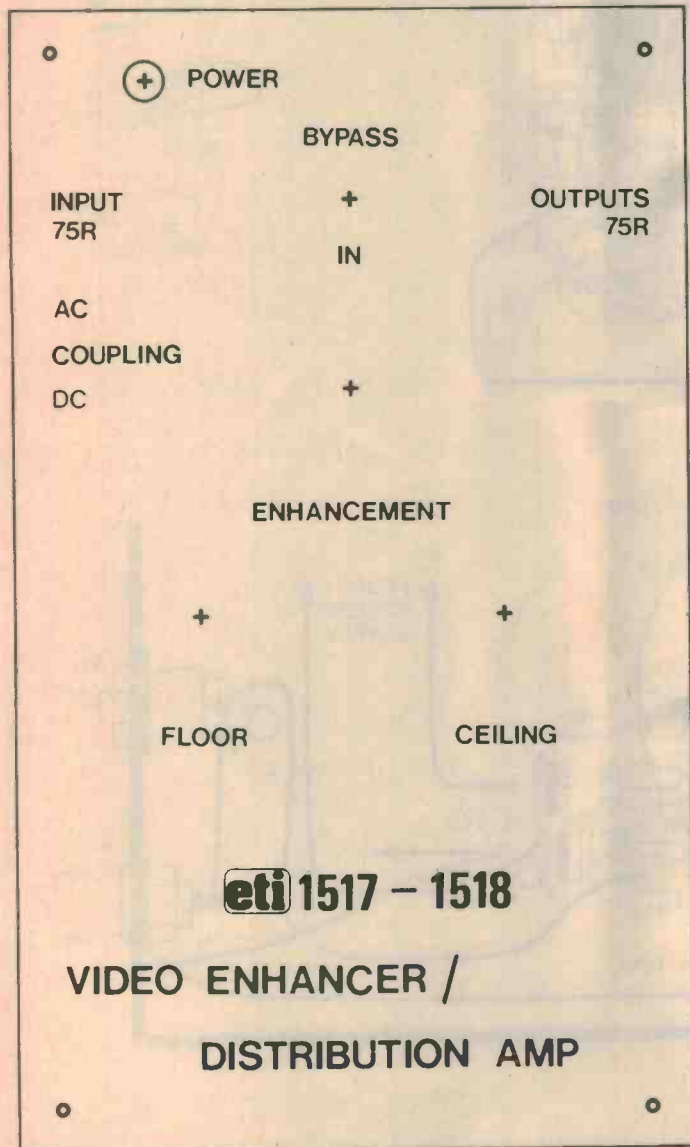 POWER
BYPASS
INPUT
75R
OUTPUTS
75R
IN
AC
COUPLING
DC
ENHANCEMENT
FLOOR
CEILING
eti 1517 – 1518
VIDEO ENHANCER /
DISTRIBUTION AMP